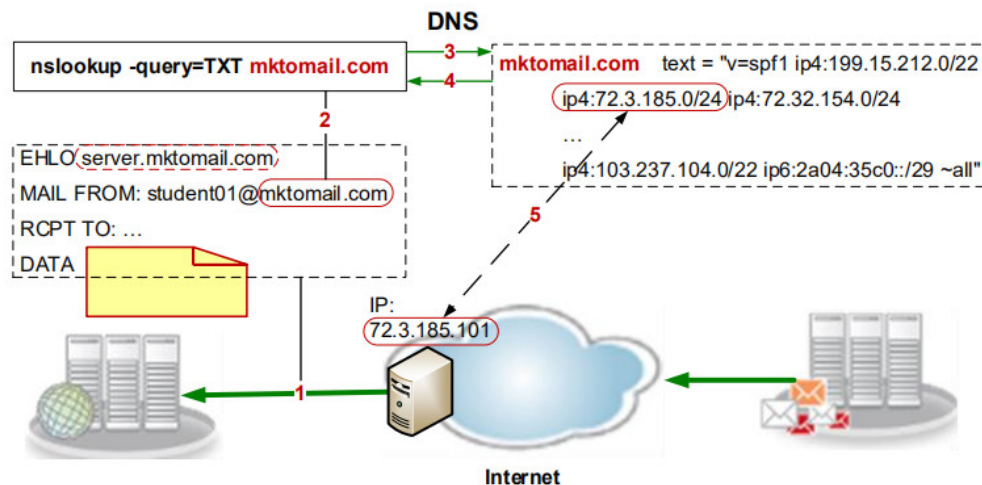 DNS
nslookup -query=TXT mktomail.com
3
4
mktomail.com text = "v=spf1 ip4:199.15.212.0/22
ip4:72.3.185.0/24 ip4:72.32.154.0/24
...
ip4:103.237.104.0/22 ip6:2a04:35c0::/29 ~all"
2
EHLO server.mktomail.com
MAIL FROM: student01@mktomail.com
RCPT TO: ...
DATA
5
IP:
72.3.185.101
1
Internet